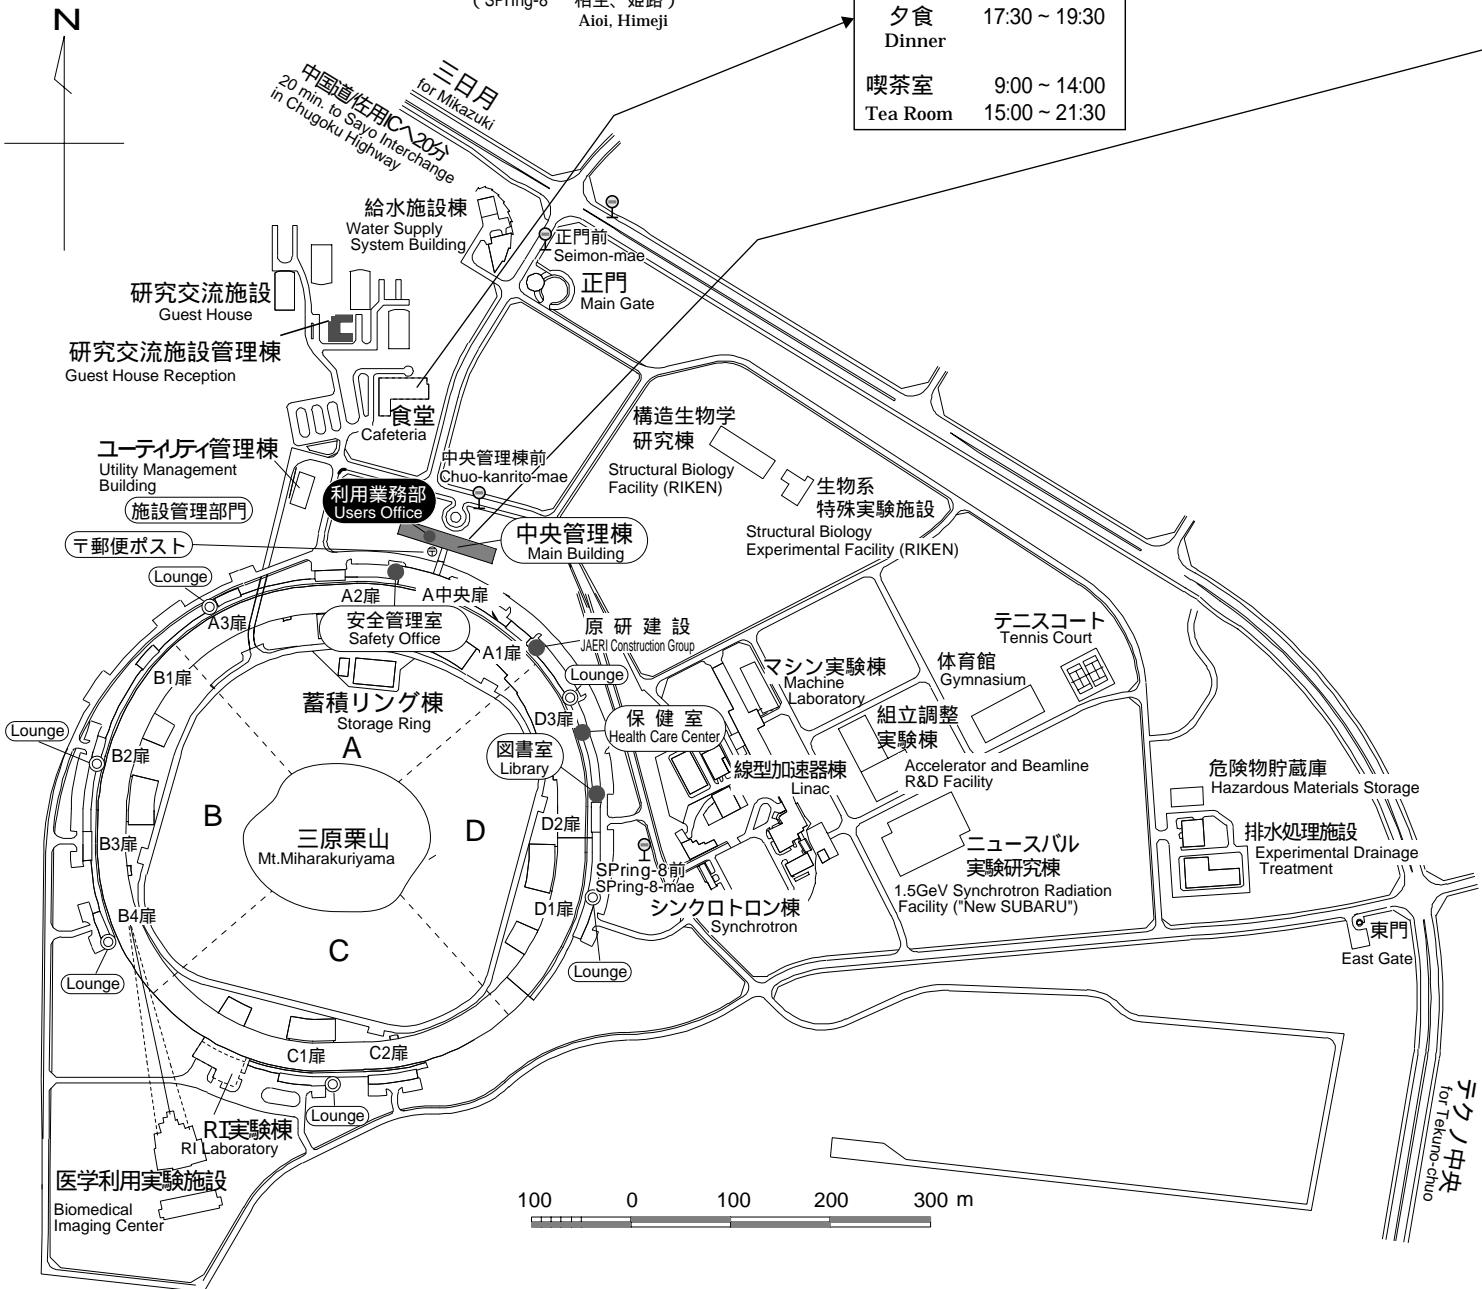 (SPring-8 相生、姫路)
Aioi, Himeji
夕食 17:30 ~ 19:30
Dinner
喫茶室 9:00 ~ 14:00
Tea Room 15:00 ~ 21:30
N
三日月
for Mikazuki
中国道/佐用ICへ20分
20 min. to Sayo Interchange
in Chugoku Highway
給水施設棟
Water Supply
System Building
正門前
Seimon-mae
正門
Main Gate
研究交流施設
Guest House
研究交流施設管理棟
Guest House Reception
食堂
Cafeteria
ユーティリティ管理棟
Utility Management
Building
施設管理部門
〒郵便ポスト
中央管理棟前
Chuo-kanrito-mae
利用業務部
Users Office
中央管理棟
Main Building
構造生物学
研究棟
Structural Biology
Facility (RIKEN)
生物系
特殊実験施設
Structural Biology
Experimental Facility (RIKEN)
Lounge
A3扉
A2扉
A中央扉
安全管理室
Safety Office
A1扉
原研建設
JAERI Construction Group
Lounge
テニスコート
Tennis Court
体育館
Gymnasium
マシン実験棟
Machine
Laboratory
組立調整
実験棟
Accelerator and Beamline
R&D Facility
B1扉
蓄積リング棟
Storage Ring
A
D3扉
保健室
Health Care Center
図書室
Library
線型加速器棟
Linac
危険物貯蔵庫
Hazardous Materials Storage
Lounge
B2扉
B
三原栗山
Mt.Miharakuriyama
D
D2扉
B3扉
排水処理施設
Experimental Drainage
Treatment
ニュースバル
実験研究棟
1.5GeV Synchrotron Radiation
Facility ("New SUBARU")
SPring-8前
SPring-8-mae
シンクロトロン棟
Synchrotron
D1扉
B4扉
C
東門
East Gate
Lounge
Lounge
C1扉
C2扉
Lounge
RI実験棟
RI Laboratory
医学利用実験施設
Biomedical
Imaging Center
テクノ中央
for Tekuno-chuo
100 0 100 200 300 m